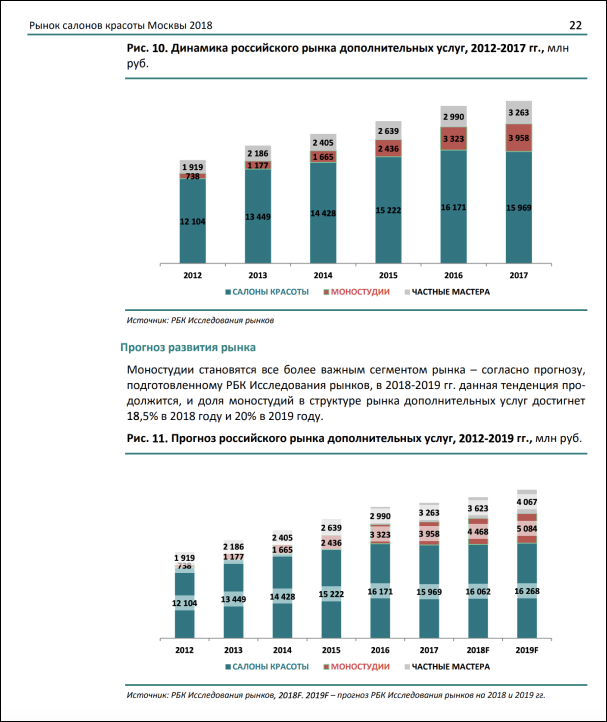 Рынок салонов красоты Москвы 2018 22
Рис. 10. Динамика российского рынка дополнительных услуг, 2012-2017 гг., млн
руб.
1 919 2 186 2 405 2 639 2 990 3 263
738 1 177 1 665 2 436 3 323 3 958
12 104 13 449 14 428 15 222 16 171 15 969
2012 2013 2014 2015 2016 2017
САЛОНЫ КРАСОТЫ МОНОСТУДИИ ЧАСТНЫЕ МАСТЕРА
Источник: РБК Исследования рынков
Прогноз развития рынка
Моностудии становятся все более важным сегментом рынка – согласно прогнозу,
подготовленному РБК Исследования рынков, в 2018-2019 гг. данная тенденция про-
должится, и доля моностудий в структуре рынка дополнительных услуг достигнет
18,5% в 2018 году и 20% в 2019 году.
Рис. 11. Прогноз российского рынка дополнительных услуг, 2012-2019 гг., млн руб.
1 919 2 186 2 405 2 639 2 990 3 263 3 623 4 067
738 1 177 1 665 2 436 3 323 3 958 4 468 5 084
12 104 13 449 14 428 15 222 16 171 15 969 16 062 16 268
2012 2013 2014 2015 2016 2017 2018F 2019F
САЛОНЫ КРАСОТЫ МОНОСТУДИИ ЧАСТНЫЕ МАСТЕРА
Источник: РБК Исследования рынков, 2018F. 2019F – прогноз РБК Исследования рынков на 2018 и 2019 гг.